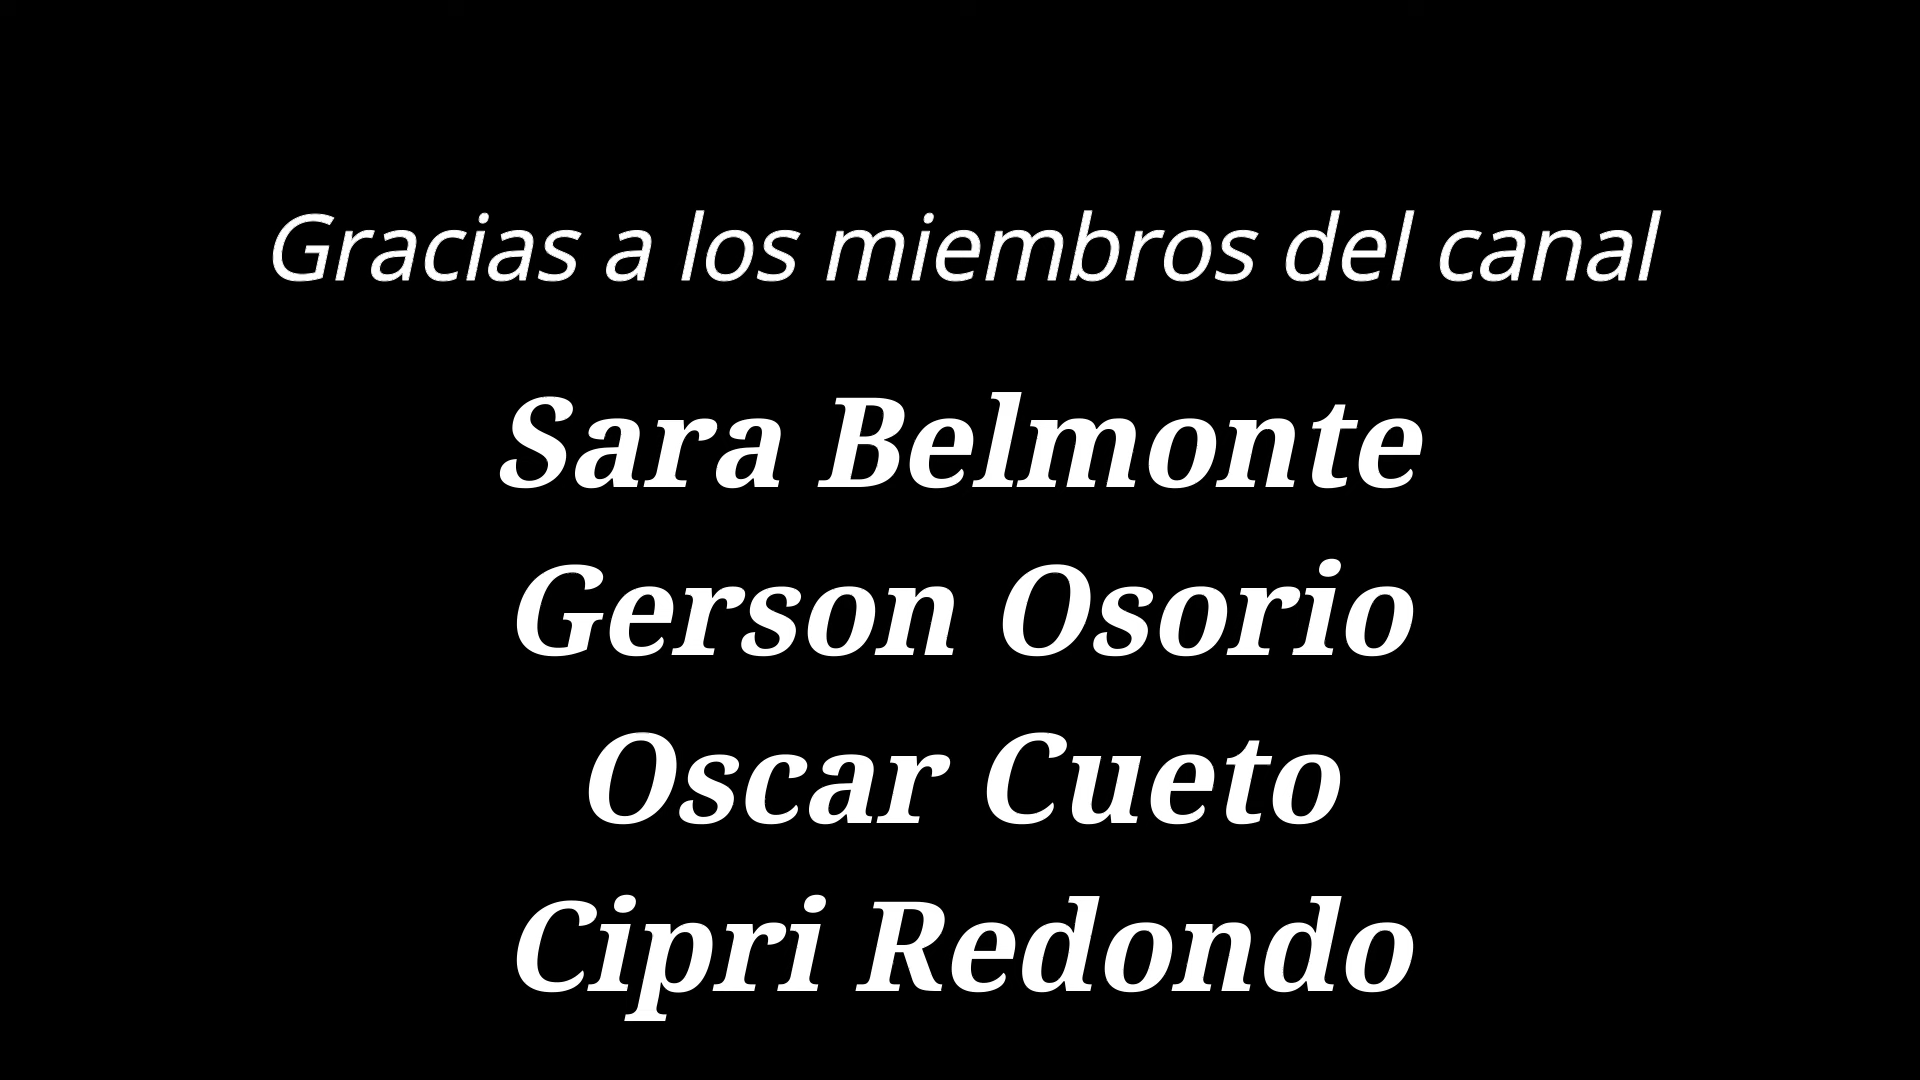 Gracias a los miembros del canal
Sara Belmonte
Gerson Osorio
Oscar Cueto
Cipri Redondo